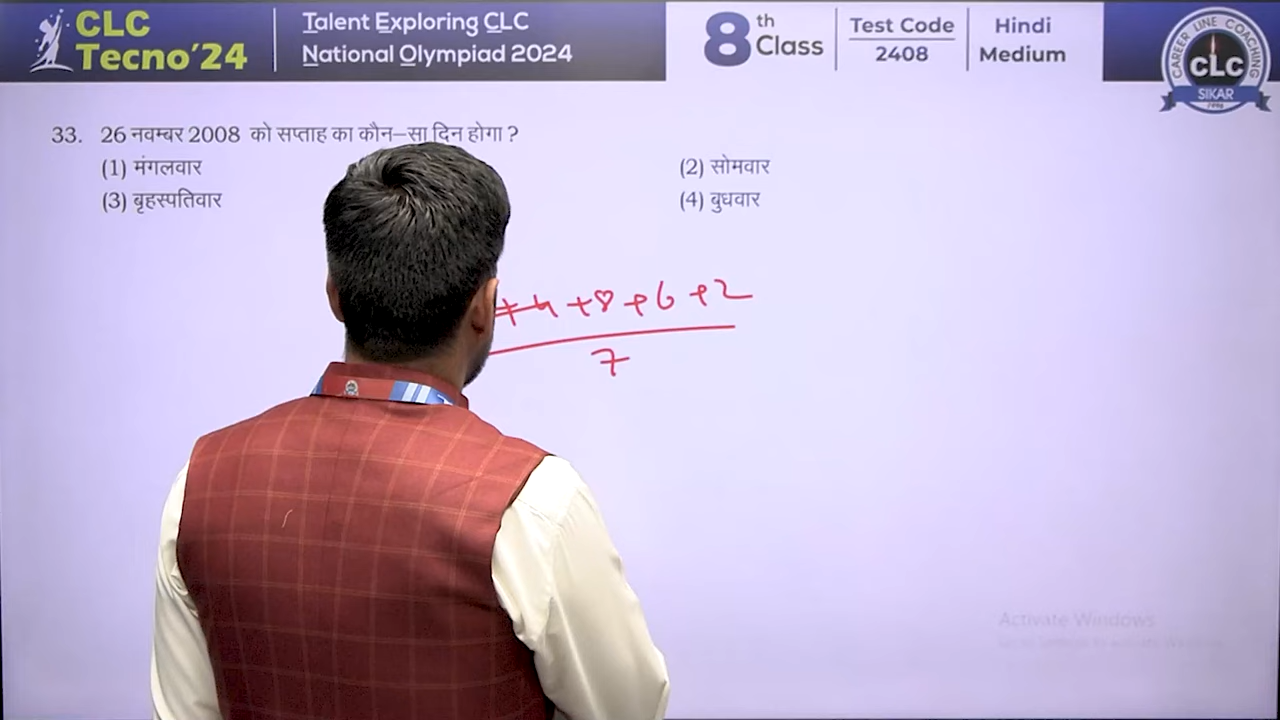 CLC
Tecno'24
Talent Exploring CLC
National Olympiad 2024
8th Class
Test Code
2408
Hindi
Medium
CAREER LINE COACHING
CLC
SIKAR
1996
33. 26 नवम्बर 2008 को सप्ताह का कौन–सा दिन होगा ?
(1) मंगलवार
(2) सोमवार
(3) बृहस्पतिवार
(4) बुधवार
+8+6+2
7
Activate Windows